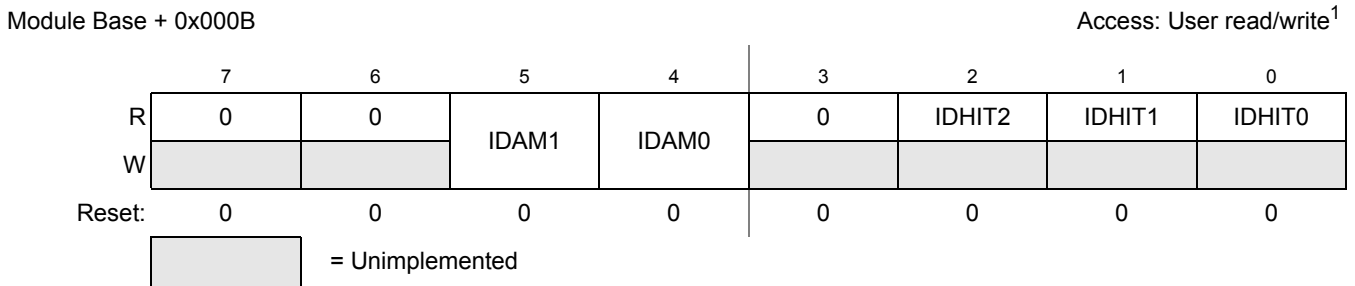 Module Base + 0x000B Access: User read/write1
7 6 5 4 3 2 1 0
R 0 0 IDAM1 IDAM0 0 IDHIT2 IDHIT1 IDHIT0
W
Reset: 0 0 0 0 0 0 0 0
= Unimplemented